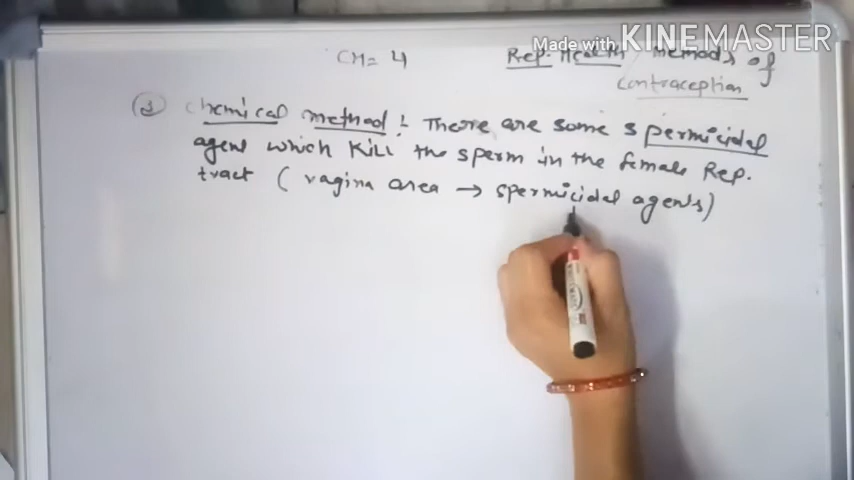 Made with KINEMASTER
CH= 4 Rep. Health, Methods of
contraception
③ Chemical method : There are some spermicidal
agent which kill the sperm in the female Rep.
tract ( vagina area → spermicidal agents)